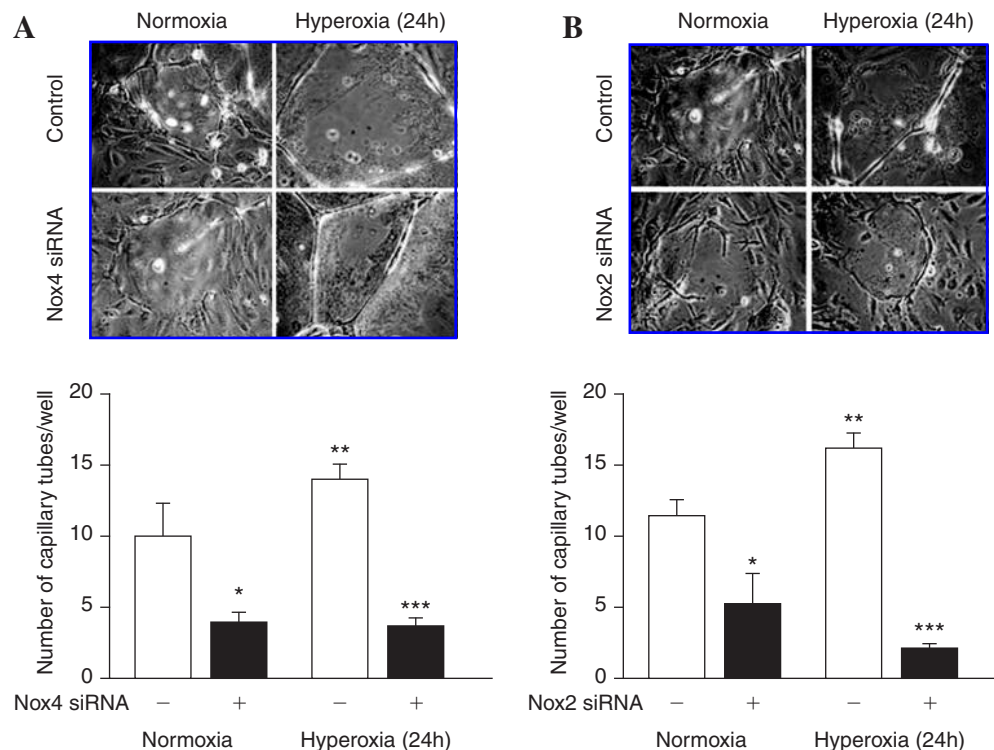 A
Normoxia Hyperoxia (24h)
Control
Nox4 siRNA
20
15
10
5
0
Number of capillary tubes/well
* ** ***
Nox4 siRNA − + − +
Normoxia Hyperoxia (24h)
B
Normoxia Hyperoxia (24h)
Control
Nox2 siRNA
20
15
10
5
0
Number of capillary tubes/well
* ** ***
Nox2 siRNA − + − +
Normoxia Hyperoxia (24h)